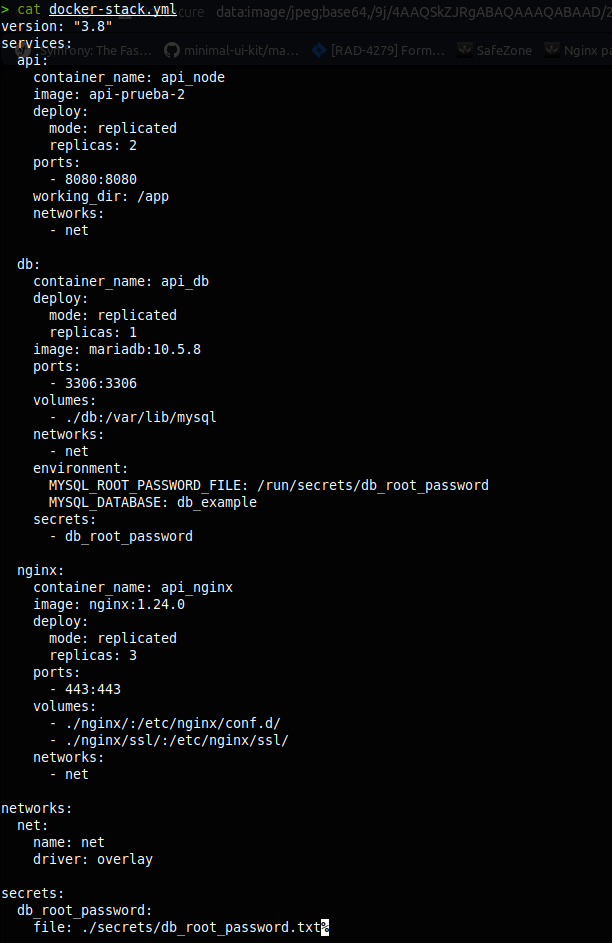 > cat docker-stack.yml
cure data:image/jpeg;base64,/9j/4AAQSkZJRgABAQAAAQABAAD/2
version: "3.8"
Symfony: The Fas... minimal-ui-kit/ma... [RAD-4279] Form... SafeZone Nginx pa
services:
  api:
    container_name: api_node
    image: api-prueba-2
    deploy:
      mode: replicated
      replicas: 2
    ports:
      - 8080:8080
    working_dir: /app
    networks:
      - net

  db:
    container_name: api_db
    deploy:
      mode: replicated
      replicas: 1
    image: mariadb:10.5.8
    ports:
      - 3306:3306
    volumes:
      - ./db:/var/lib/mysql
    networks:
      - net
    environment:
      MYSQL_ROOT_PASSWORD_FILE: /run/secrets/db_root_password
      MYSQL_DATABASE: db_example
    secrets:
      - db_root_password

  nginx:
    container_name: api_nginx
    image: nginx:1.24.0
    deploy:
      mode: replicated
      replicas: 3
    ports:
      - 443:443
    volumes:
      - ./nginx/:/etc/nginx/conf.d/
      - ./nginx/ssl/:/etc/nginx/ssl/
    networks:
      - net

networks:
  net:
    name: net
    driver: overlay

secrets:
  db_root_password:
    file: ./secrets/db_root_password.txt%